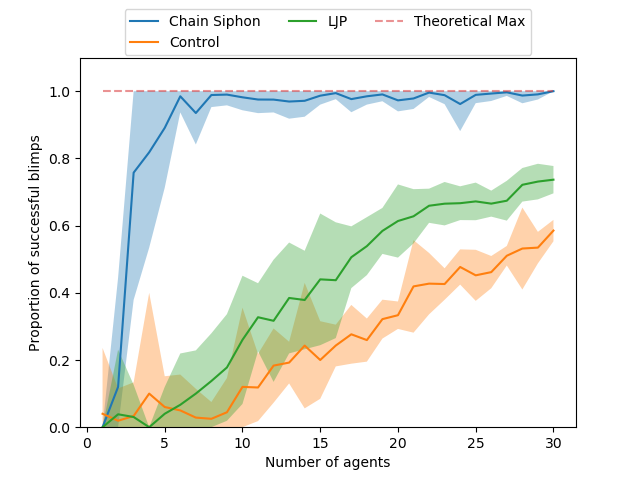 Chain Siphon
Control
LJP
Theoretical Max
Proportion of successful blimps
1.0
0.8
0.6
0.4
0.2
0.0
0 5 10 15 20 25 30
Number of agents